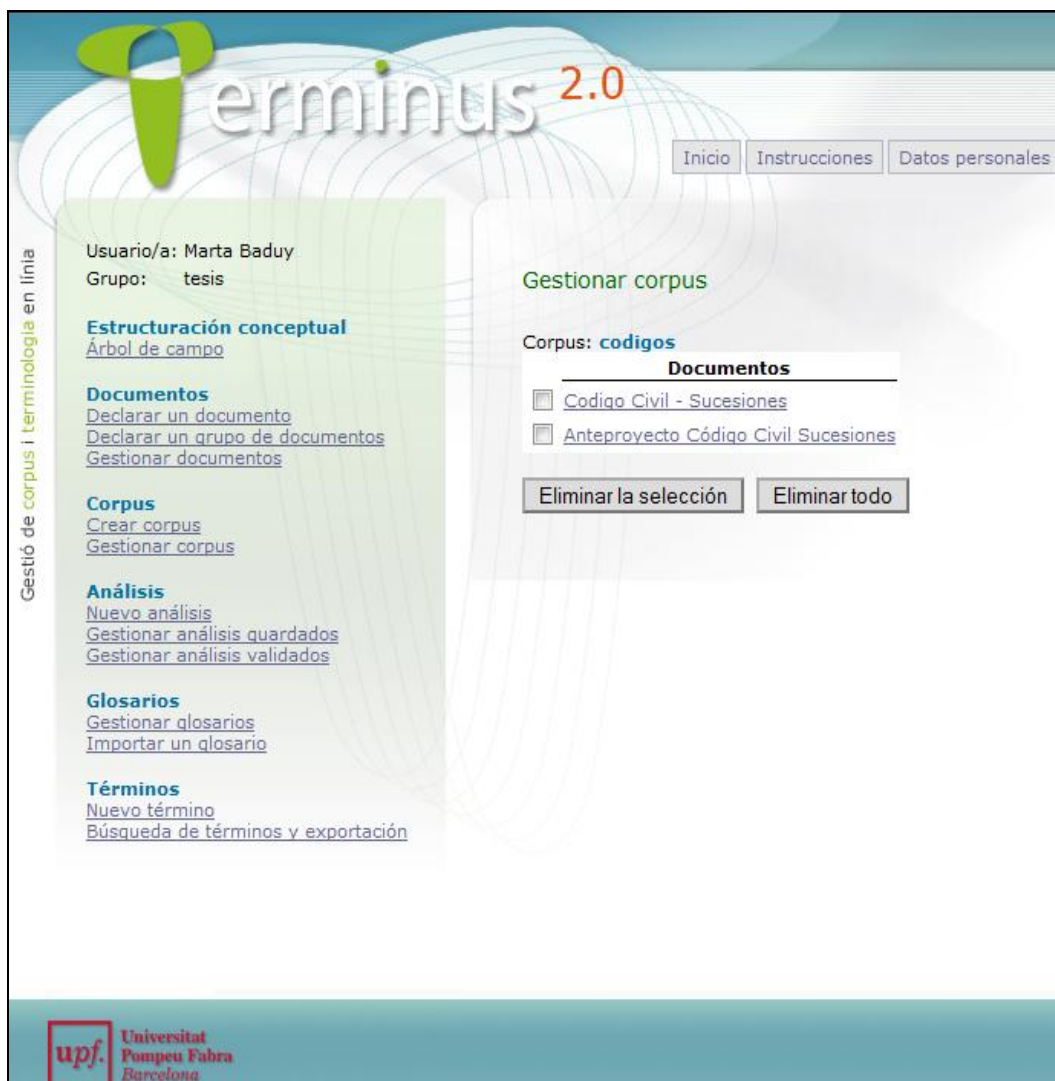 Terminus 2.0
Inicio Instrucciones Datos personales
Gestió de corpus i terminologia en línia
Usuario/a: Marta Baduy
Grupo: tesis
Estructuración conceptual
Árbol de campo
Documentos
Declarar un documento
Declarar un grupo de documentos
Gestionar documentos
Corpus
Crear corpus
Gestionar corpus
Análisis
Nuevo análisis
Gestionar análisis guardados
Gestionar análisis validados
Glosarios
Gestionar glosarios
Importar un glosario
Términos
Nuevo término
Búsqueda de términos y exportación
Gestionar corpus
Corpus: codigos
Documentos
Codigo Civil - Sucesiones
Anteproyecto Código Civil Sucesiones
Eliminar la selección Eliminar todo
upf.
Universitat
Pompeu Fabra
Barcelona